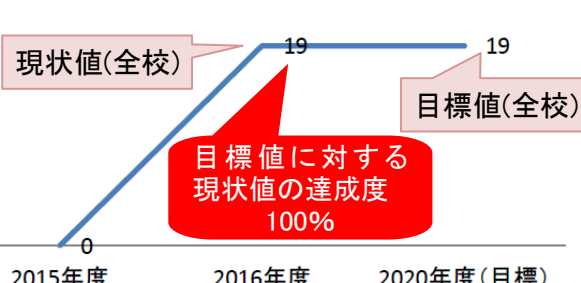 現状値(全校)
19
19
目標値(全校)
目標値に対する
現状値の達成度
100%
0
2015年度
2016年度
2020年度(目標)